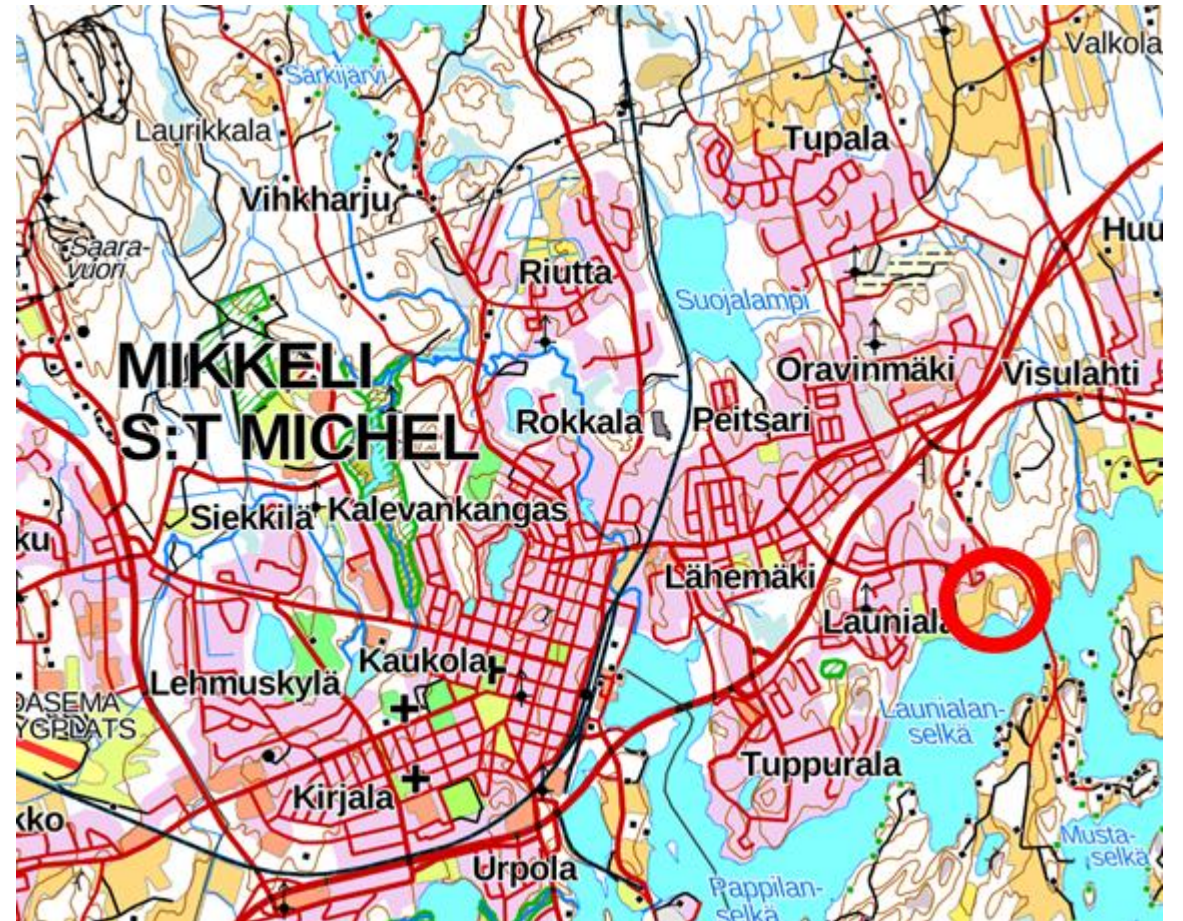 Valkola
Särkijärvi
Laurikkala
Tupala
Vihkharju
Huu
Saara-
vuori
Riutta
Suojalampi
MIKKELI
S:T MICHEL
Oravinmäki
Visulahti
Rokkala
Peitsari
Siekkilä
Kalevankangas
ku
Lähemäki
Launiala
Kaukola
Lehmuskylä
DASEMA
YGPLATS
Launialan-
selkä
Tuppurala
Kirjala
kko
Urpola
Musta-
selkä
Pappilan-
selkä